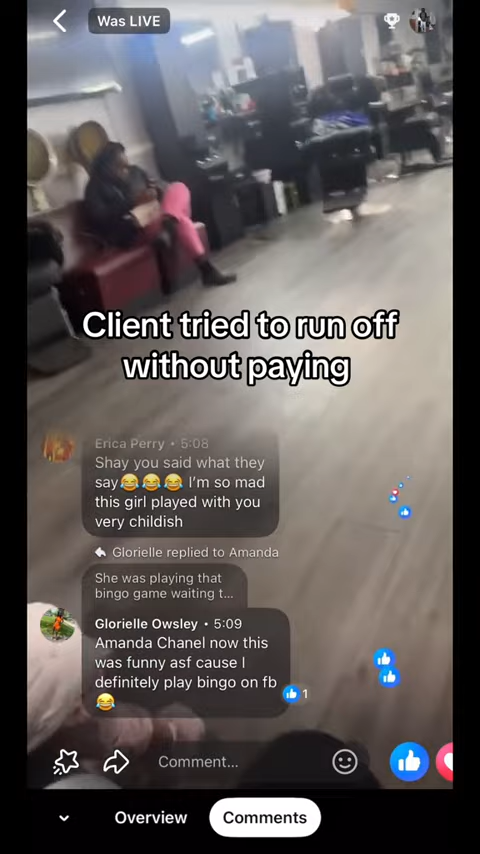 Was LIVE
Client tried to run off
without paying
Erica Perry • 5:08
Shay you said what they
say😂😂😂 I'm so mad
this girl played with you
very childish
Glorielle replied to Amanda
She was playing that
bingo game waiting t...
Glorielle Owsley • 5:09
Amanda Chanel now this
was funny asf cause I
definitely play bingo on fb
😂
1
Comment...
Overview
Comments